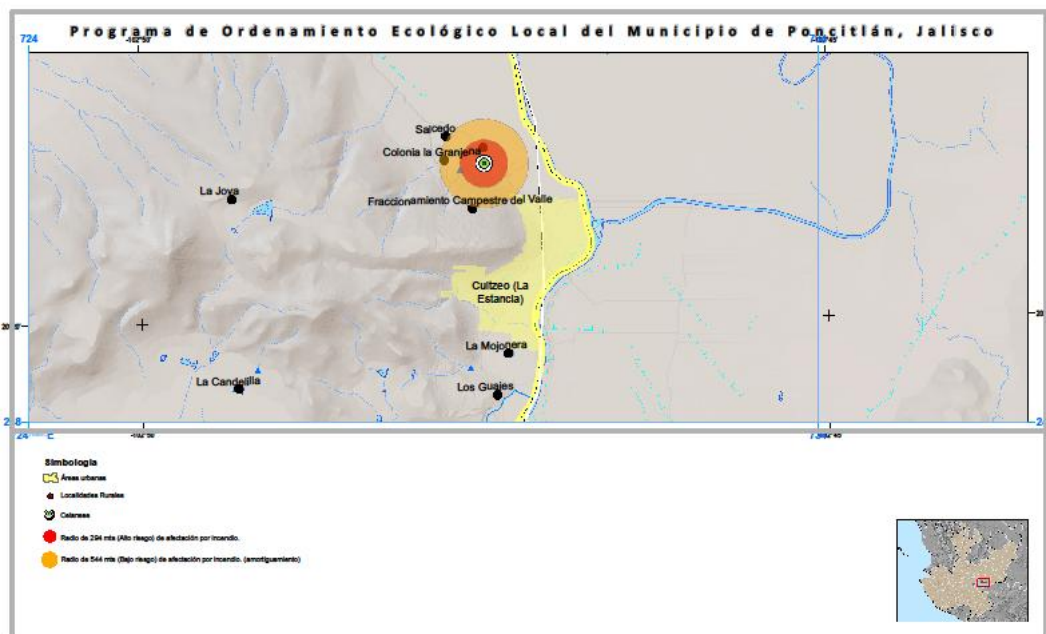 Programa de Ordenamiento Ecológico Local del Municipio de Poncitlán, Jalisco
724
-102°50'
Salcedo
Colonia la Granjena
La Joya
Fraccionamiento Campestre del Valle
Cuitzeo (La
Estancia)
La Mojonera
La Candelilla
Los Guajes
Simbología
Áreas urbanas
Localidades Rurales
Celanese
Radio de 294 mts (Alto riesgo) de afectación por incendio.
Radio de 544 mts (Bajo riesgo) de afectación por incendio. (amortiguamiento)